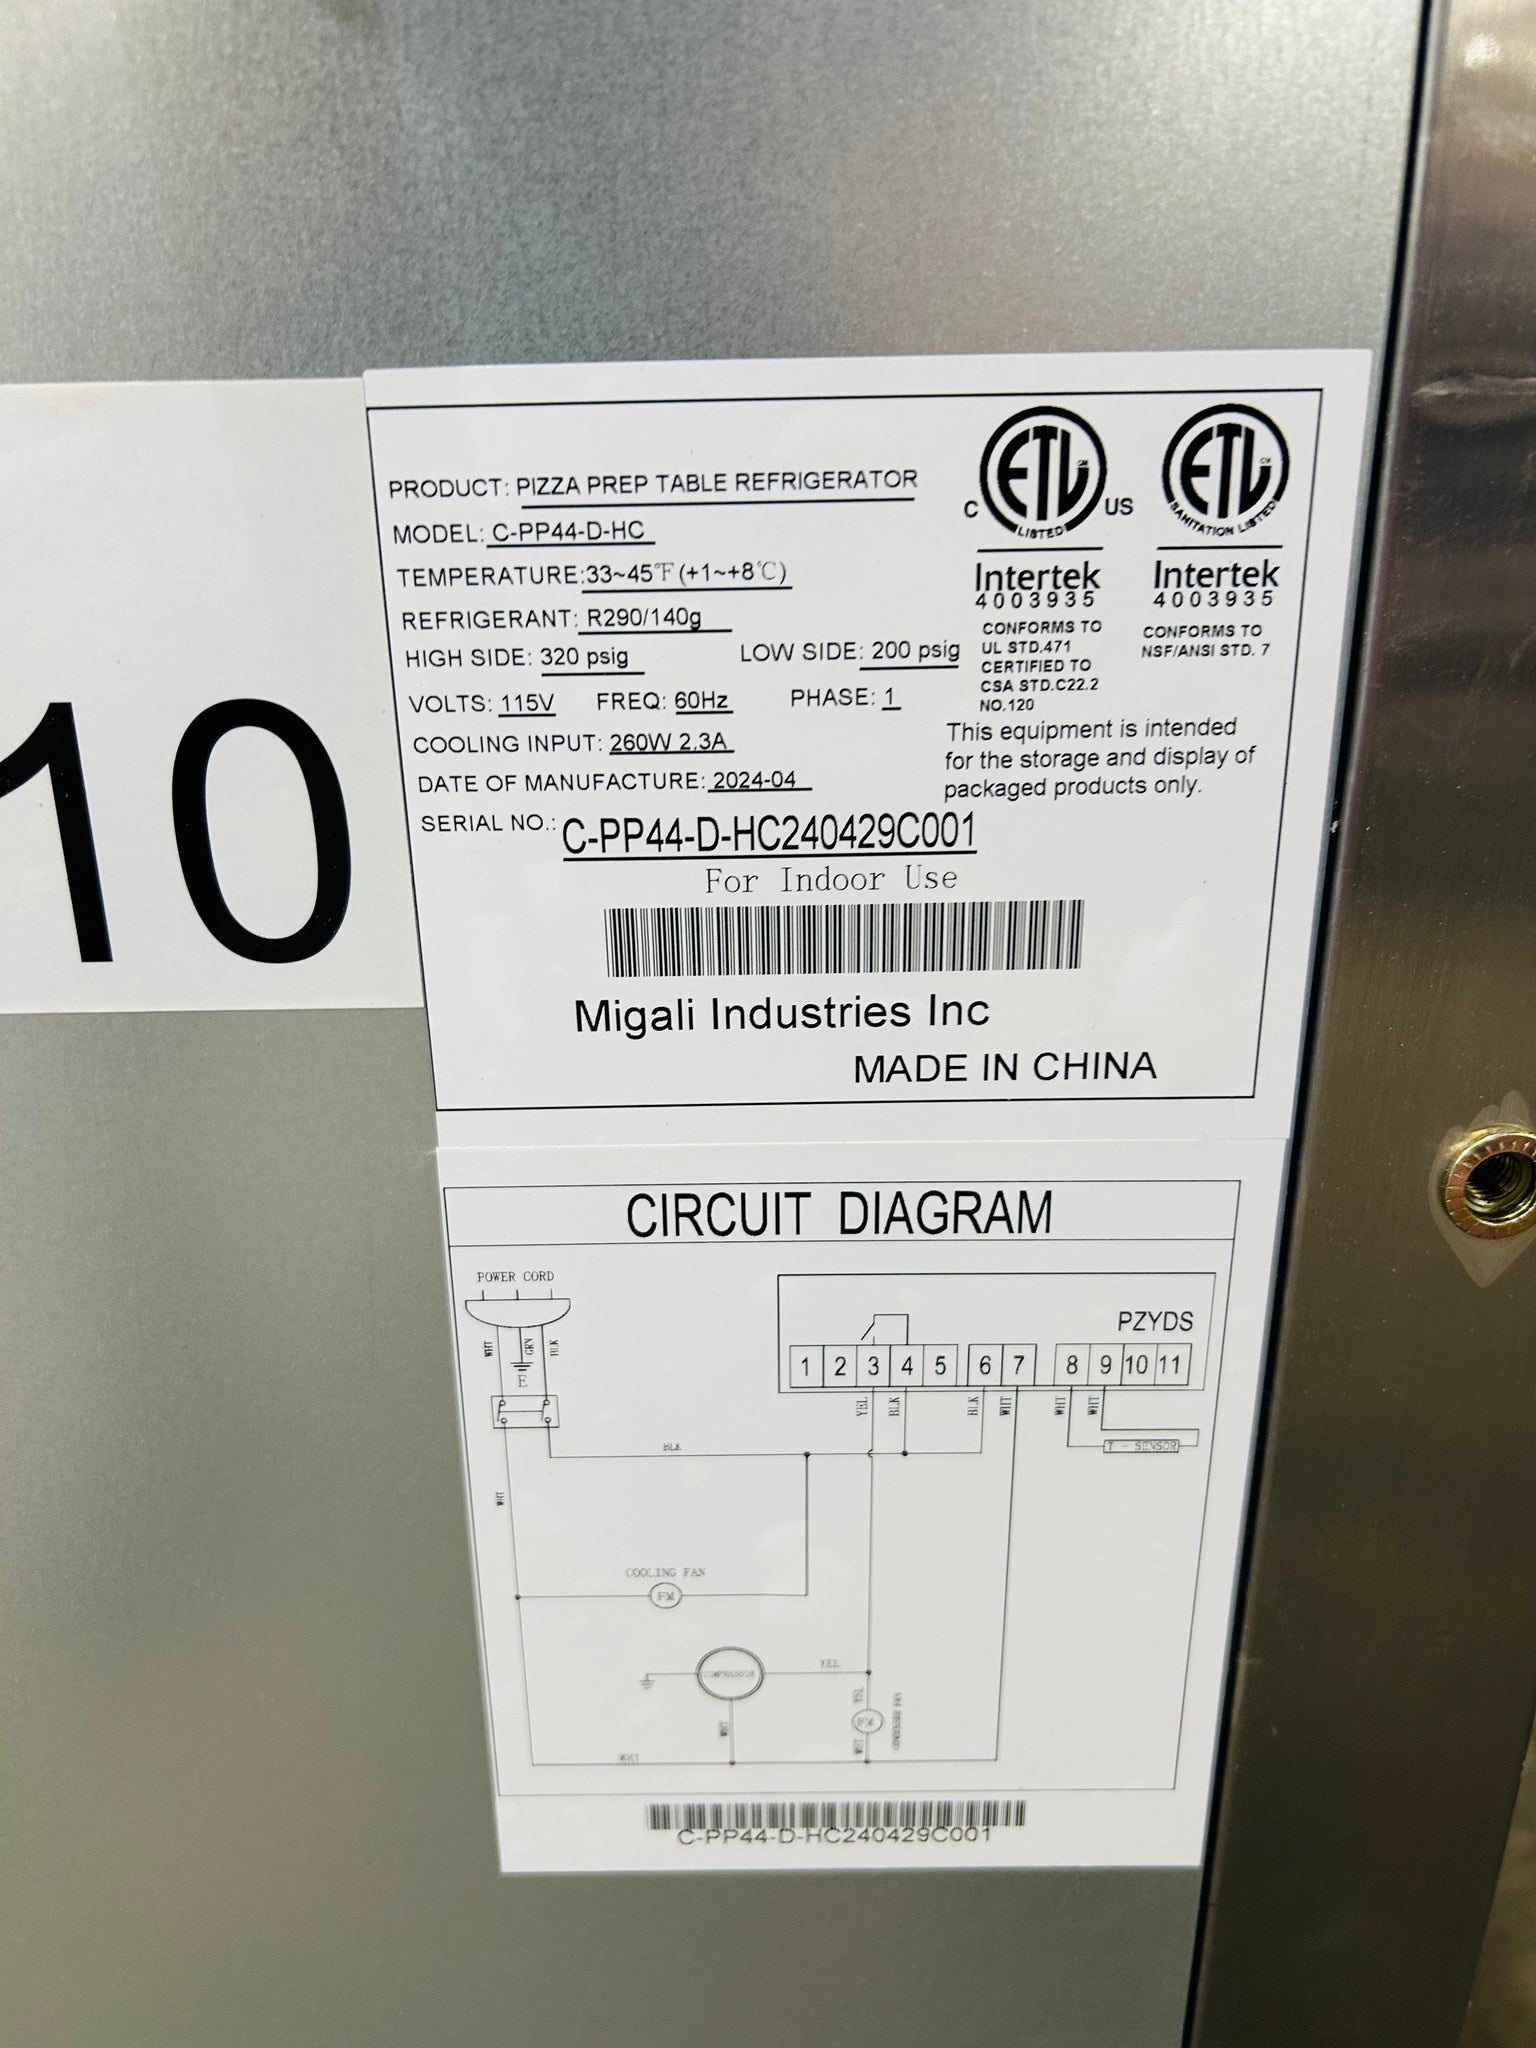 10
PRODUCT: PIZZA PREP TABLE REFRIGERATOR
MODEL: C-PP44-D-HC
TEMPERATURE:33~45℉(+1~+8℃)
REFRIGERANT: R290/140g
HIGH SIDE: 320 psig LOW SIDE: 200 psig
VOLTS: 115V FREQ: 60Hz PHASE: 1
COOLING INPUT: 260W 2.3A
DATE OF MANUFACTURE: 2024-04
SERIAL NO.: C-PP44-D-HC240429C001
For Indoor Use
ETL CM
C US
LISTED
Intertek
4003935
CONFORMS TO
UL STD.471
CERTIFIED TO
CSA STD.C22.2
NO.120
ETL CM
SANITATION LISTED
Intertek
4003935
CONFORMS TO
NSF/ANSI STD. 7
This equipment is intended
for the storage and display of
packaged products only.
Migali Industries Inc
MADE IN CHINA
CIRCUIT DIAGRAM
POWER CORD
WHT GRN BLK
E
PZYDS
1 2 3 4 5 6 7 8 9 10 11
YEL BLK BLK WHT WHT WHT
T - SENSOR
BLK
WHT
COOLING FAN
FM
COMPRESSOR
YEL
FM
WHT
C-PP44-D-HC240429C001